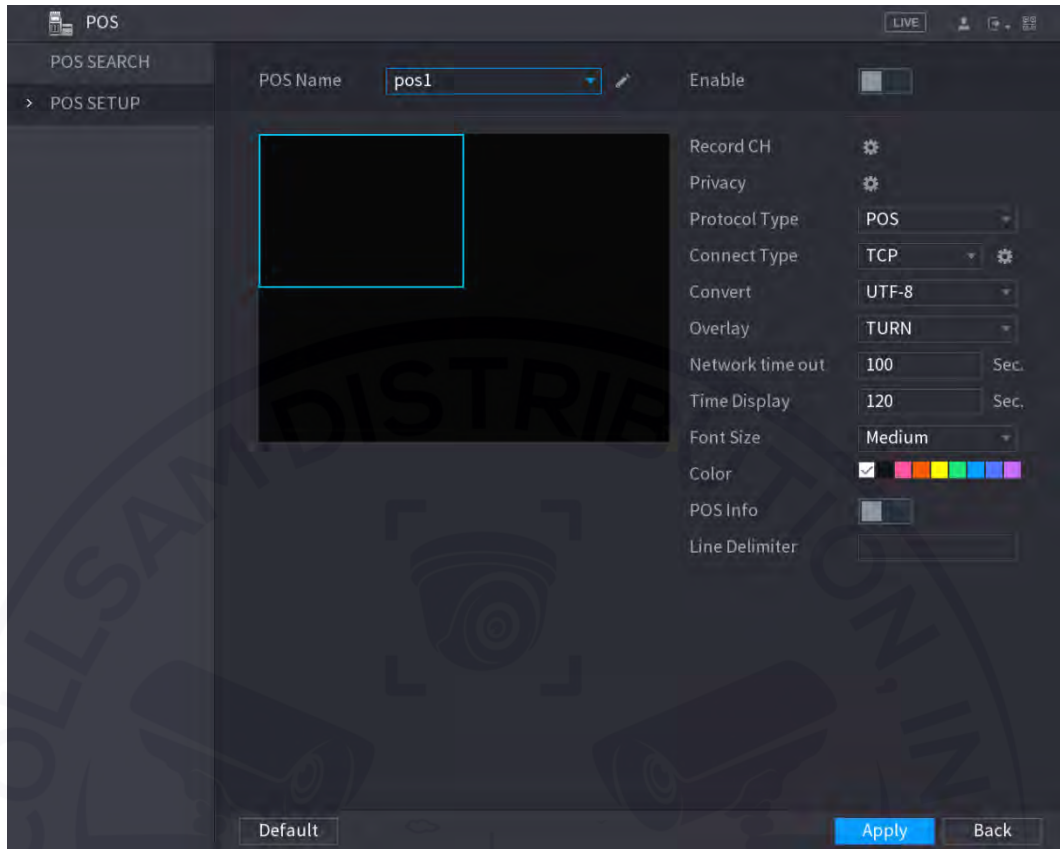 POS
LIVE
POS SEARCH
POS SETUP
POS Name pos1 Enable
Record CH
Privacy
Protocol Type POS
Connect Type TCP
Convert UTF-8
Overlay TURN
Network time out 100 Sec.
Time Display 120 Sec.
Font Size Medium
Color
POS Info
Line Delimiter
Default Apply Back